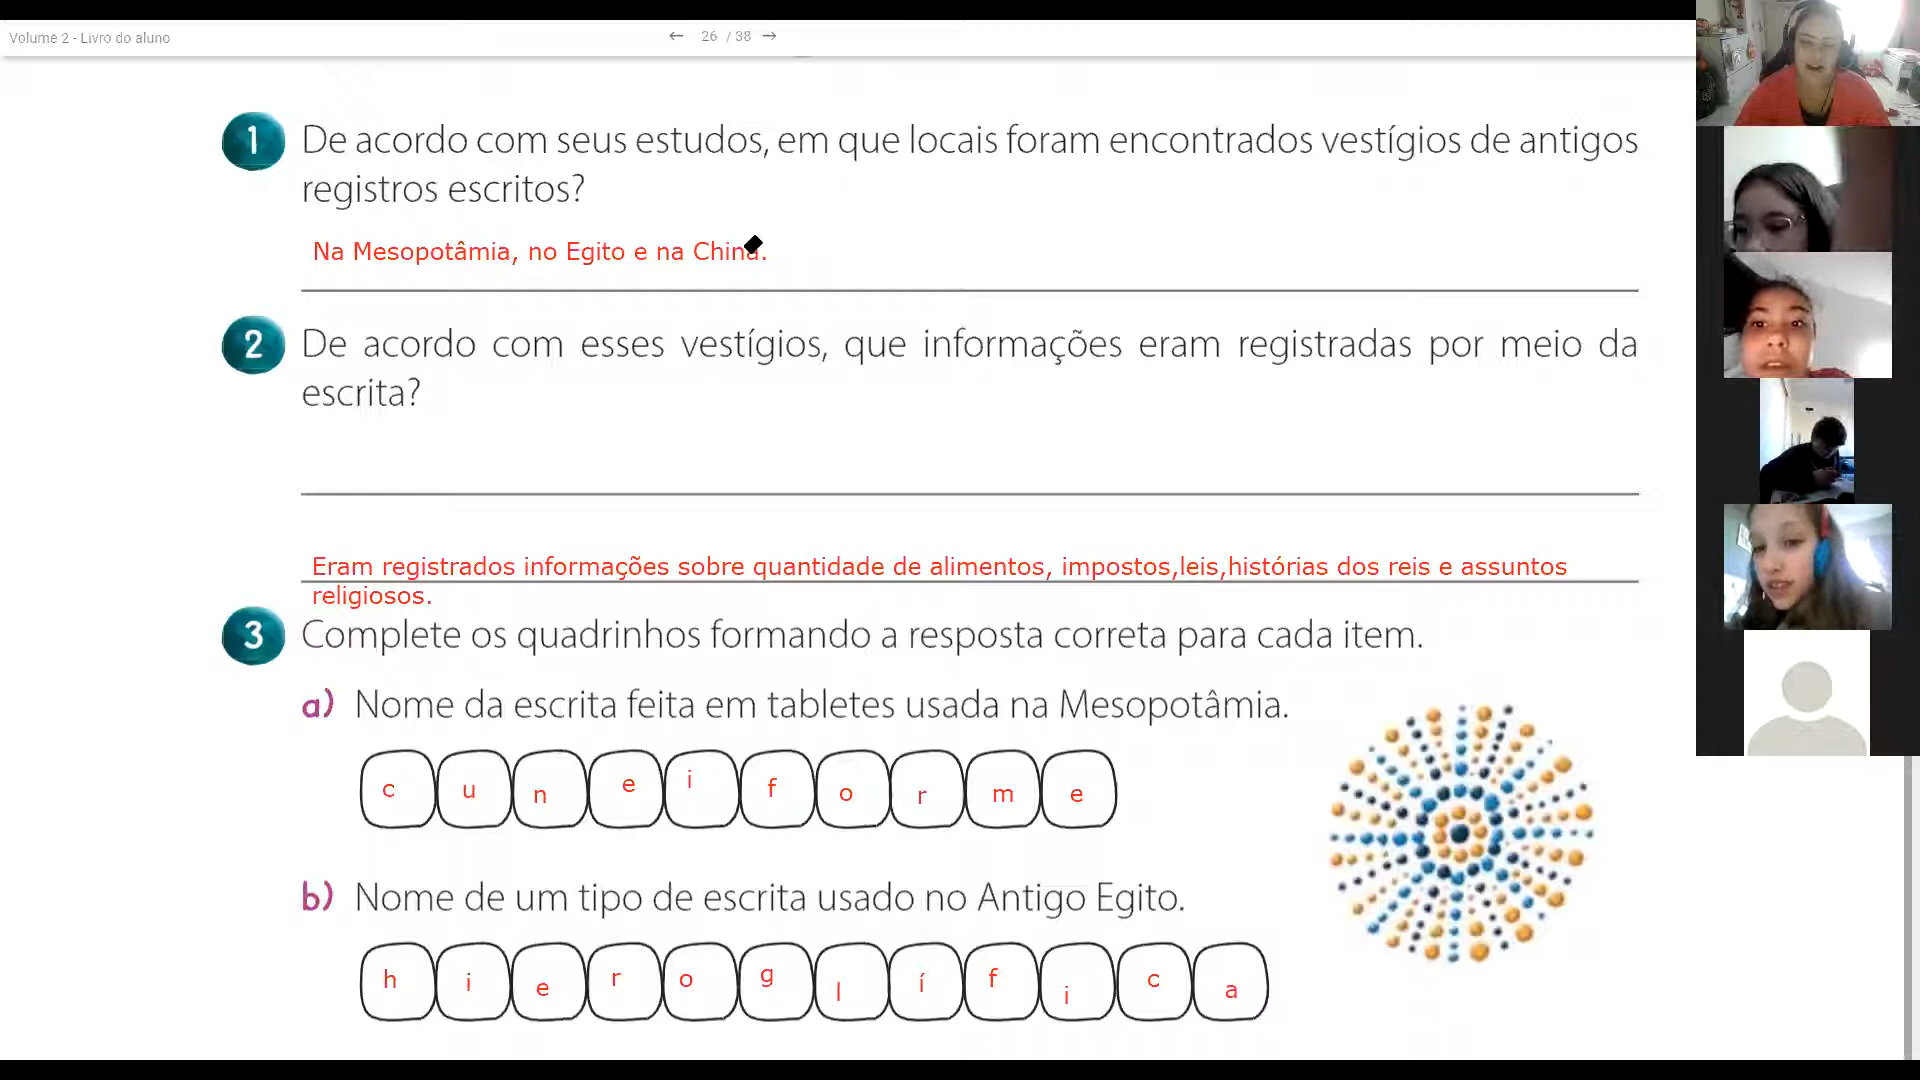 Volume 2 - Livro do aluno
← 26 / 38 →
1 De acordo com seus estudos, em que locais foram encontrados vestígios de antigos
registros escritos?
Na Mesopotâmia, no Egito e na China.
2 De acordo com esses vestígios, que informações eram registradas por meio da
escrita?
Eram registrados informações sobre quantidade de alimentos, impostos,leis,histórias dos reis e assuntos
religiosos.
3 Complete os quadrinhos formando a resposta correta para cada item.
a) Nome da escrita feita em tabletes usada na Mesopotâmia.
c u n e i f o r m e
b) Nome de um tipo de escrita usado no Antigo Egito.
h i e r o g l í f i c a